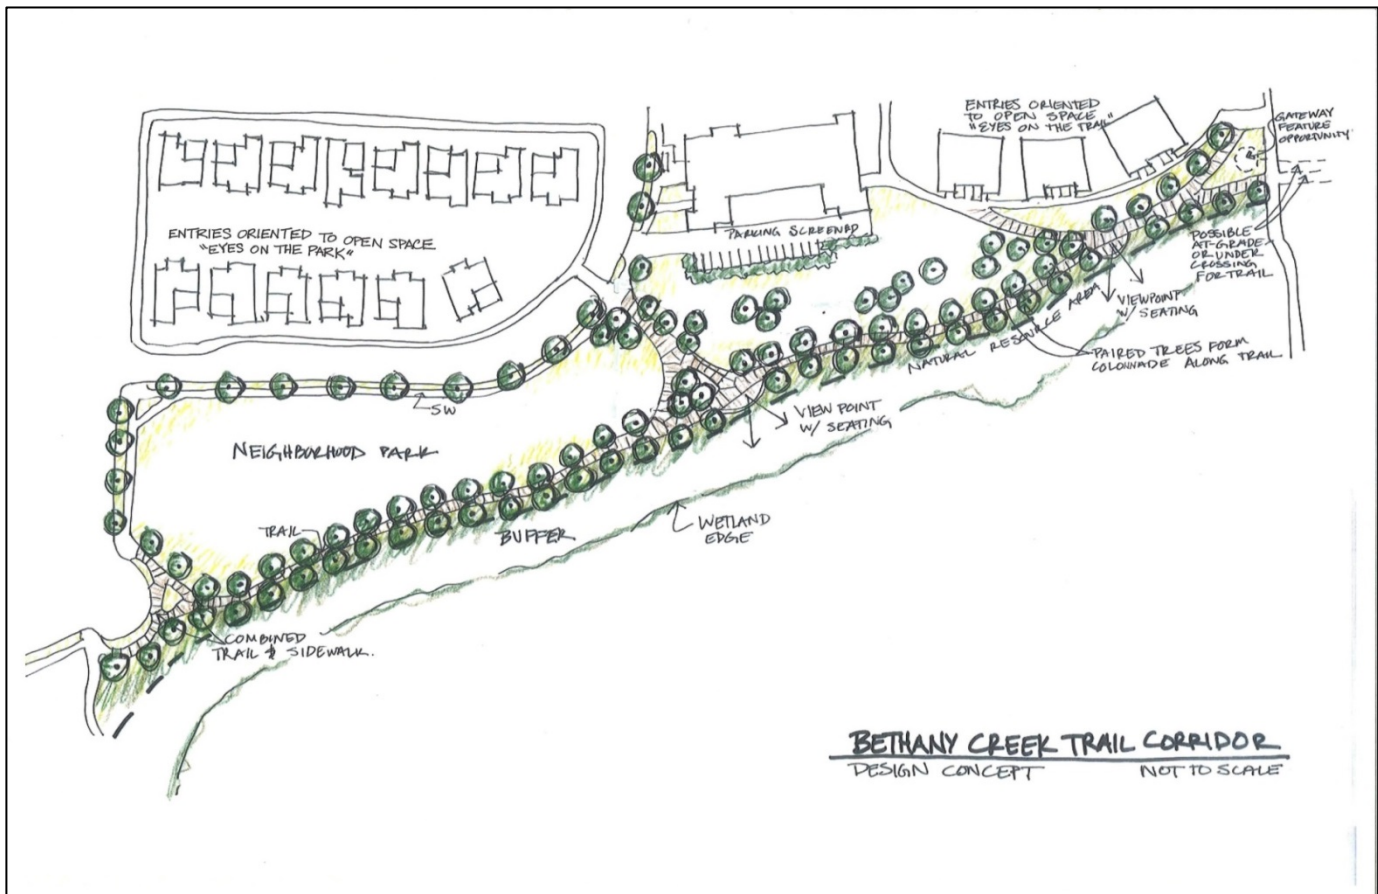 ENTRIES ORIENTED
TO OPEN SPACE
"EYES ON THE TRAIL"
GATEWAY
FEATURE
OPPORTUNITY
ENTRIES ORIENTED TO OPEN SPACE
"EYES ON THE PARK"
PARKING SCREENED
POSSIBLE
AT-GRADE
OR UNDER
CROSSING
FOR TRAIL
VIEWPOINT
W/ SEATING
NATURAL RESOURCE AREA
PAIRED TREES FORM
COLONNADE ALONG TRAIL
SW
VIEW POINT
W/ SEATING
NEIGHBORHOOD PARK
TRAIL
BUFFER
WETLAND
EDGE
COMBINED
TRAIL & SIDEWALK.
BETHANY CREEK TRAIL CORRIDOR
DESIGN CONCEPT NOT TO SCALE